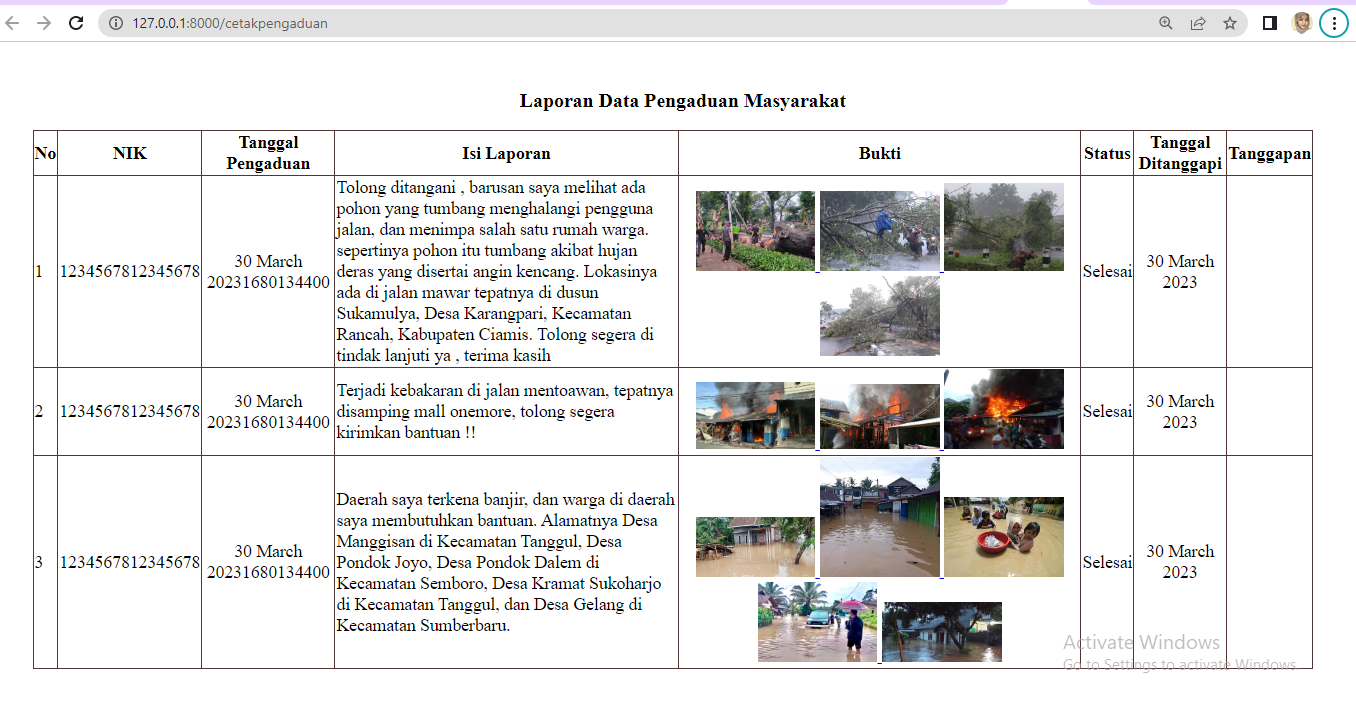 127.0.0.1:8000/cetakpengaduan
Laporan Data Pengaduan Masyarakat
No
NIK
Tanggal
Pengaduan
Isi Laporan
Bukti
Status
Tanggal
Ditanggapi
Tanggapan
1
1234567812345678
30 March
20231680134400
Tolong ditangani , barusan saya melihat ada
pohon yang tumbang menghalangi pengguna
jalan, dan menimpa salah satu rumah warga.
sepertinya pohon itu tumbang akibat hujan
deras yang disertai angin kencang. Lokasinya
ada di jalan mawar tepatnya di dusun
Sukamulya, Desa Karangpari, Kecamatan
Rancah, Kabupaten Ciamis. Tolong segera di
tindak lanjuti ya , terima kasih
Selesai
30 March
2023
2
1234567812345678
30 March
20231680134400
Terjadi kebakaran di jalan mentoawan, tepatnya
disamping mall onemore, tolong segera
kirimkan bantuan !!
Selesai
30 March
2023
3
1234567812345678
30 March
20231680134400
Daerah saya terkena banjir, dan warga di daerah
saya membutuhkan bantuan. Alamatnya Desa
Manggisan di Kecamatan Tanggul, Desa
Pondok Joyo, Desa Pondok Dalem di
Kecamatan Semboro, Desa Kramat Sukoharjo
di Kecamatan Tanggul, dan Desa Gelang di
Kecamatan Sumberbaru.
Selesai
30 March
2023
Activate Windows
Go to Settings to activate Windows.